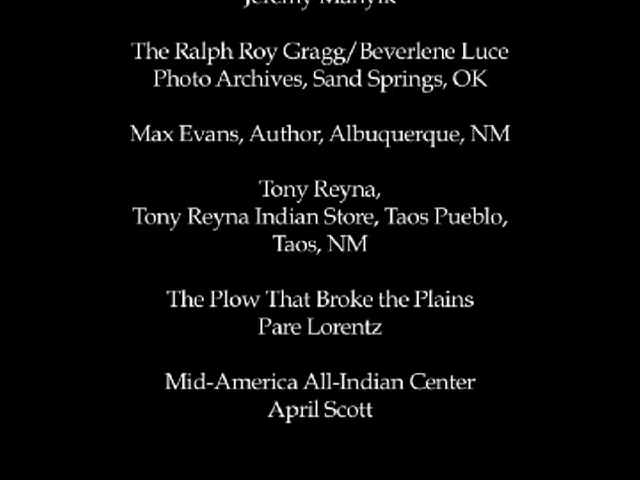 The Ralph Roy Gragg/Beverlene Luce
Photo Archives, Sand Springs, OK
Max Evans, Author, Albuquerque, NM
Tony Reyna,
Tony Reyna Indian Store, Taos Pueblo,
Taos, NM
The Plow That Broke the Plains
Pare Lorentz
Mid-America All-Indian Center
April Scott